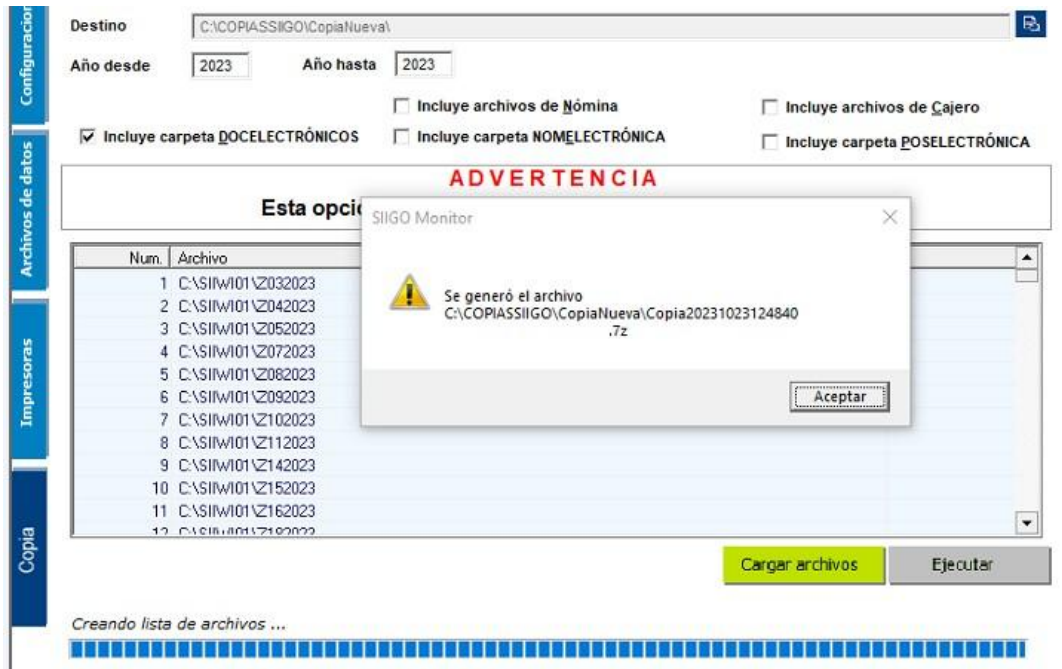 Configuracion
Destino C:\COPIASSIIGO\CopiaNueva\
Año desde 2023 Año hasta 2023
Incluye archivos de Nómina Incluye archivos de Cajero
Incluye carpeta DOCELECTRÓNICOS Incluye carpeta NOMELECTRÓNICA Incluye carpeta POSELECTRÓNICA
Archivos de datos
ADVERTENCIA
Esta opci
SIIGO Monitor
Se generó el archivo
C:\COPIASSIIGO\CopiaNueva\Copia20231023124840
.7z
Aceptar
Num. Archivo
1 C:\SIIWI01\Z032023
2 C:\SIIWI01\Z042023
3 C:\SIIWI01\Z052023
4 C:\SIIWI01\Z072023
5 C:\SIIWI01\Z082023
6 C:\SIIWI01\Z092023
7 C:\SIIWI01\Z102023
8 C:\SIIWI01\Z112023
9 C:\SIIWI01\Z142023
10 C:\SIIWI01\Z152023
11 C:\SIIWI01\Z162023
12 C:\SIIWI01\Z182023
Impresoras
Copia
Cargar archivos Ejecutar
Creando lista de archivos ...